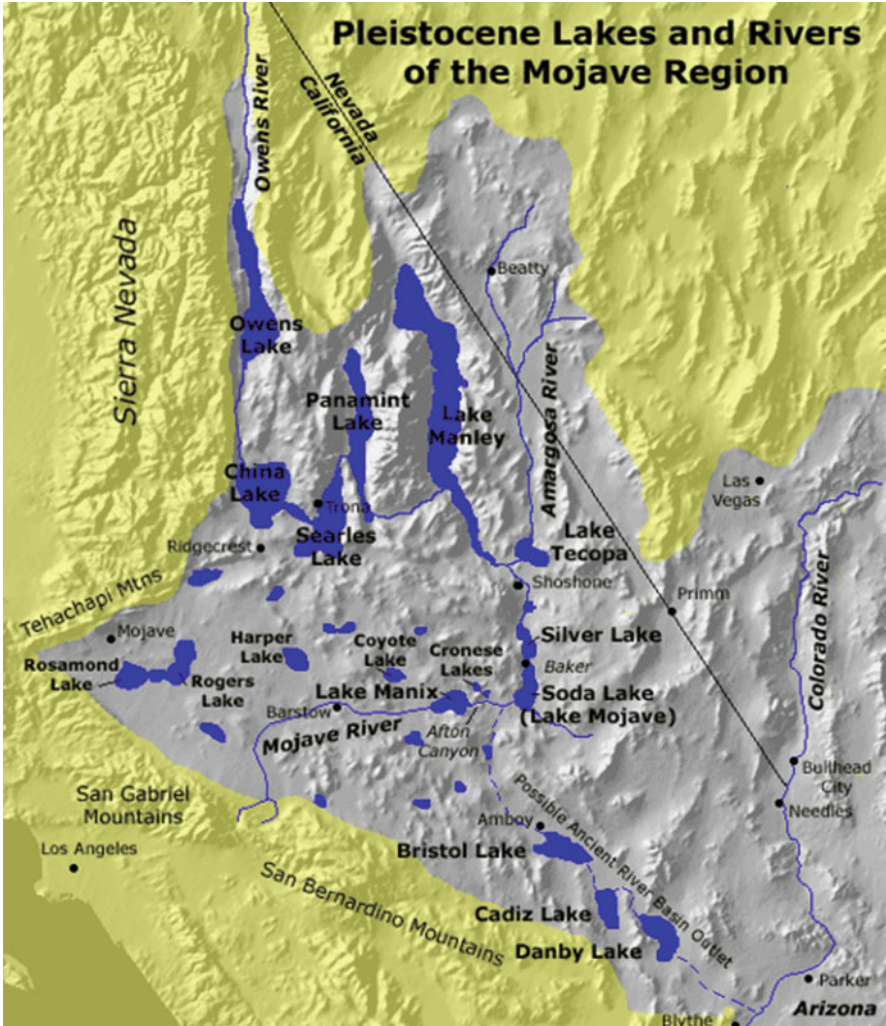 Pleistocene Lakes and Rivers
of the Mojave Region
Owens River
Nevada
California
Sierra Nevada
Beatty
Owens
Lake
Panamint
Lake
Lake
Manley
Amargosa River
China
Lake
Trona
Las
Vegas
Searles
Lake
Ridgecrest
Lake
Tecopa
Shoshone
Primm
Colorado River
Tehachapi Mtns
Mojave
Rosamond
Lake
Rogers
Lake
Harper
Lake
Coyote
Lake
Cronese
Lakes
Silver Lake
Baker
Lake Manix
Soda Lake
(Lake Mojave)
Barstow
Mojave River
Afton
Canyon
Bullhead
City
Needles
San Gabriel
Mountains
Los Angeles
Possible Ancient River Basin Outlet
Amboy
Bristol Lake
San Bernardino Mountains
Cadiz Lake
Danby Lake
Parker
Arizona
Blythe